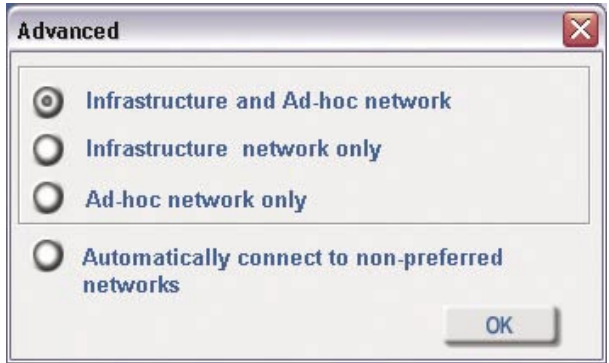 Advanced
Infrastructure and Ad-hoc network
Infrastructure network only
Ad-hoc network only
Automatically connect to non-preferred
networks
OK